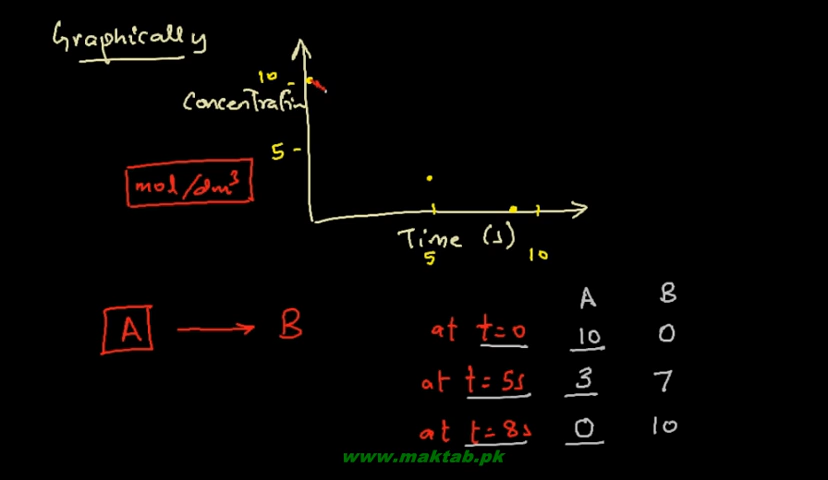 Graphically
10
Concentratin
5
mol/dm³
Time (s)
5
10
A B
A → B
at t=0 10 0
at t=5s 3 7
at t=8s 0 10
www.maktab.pk